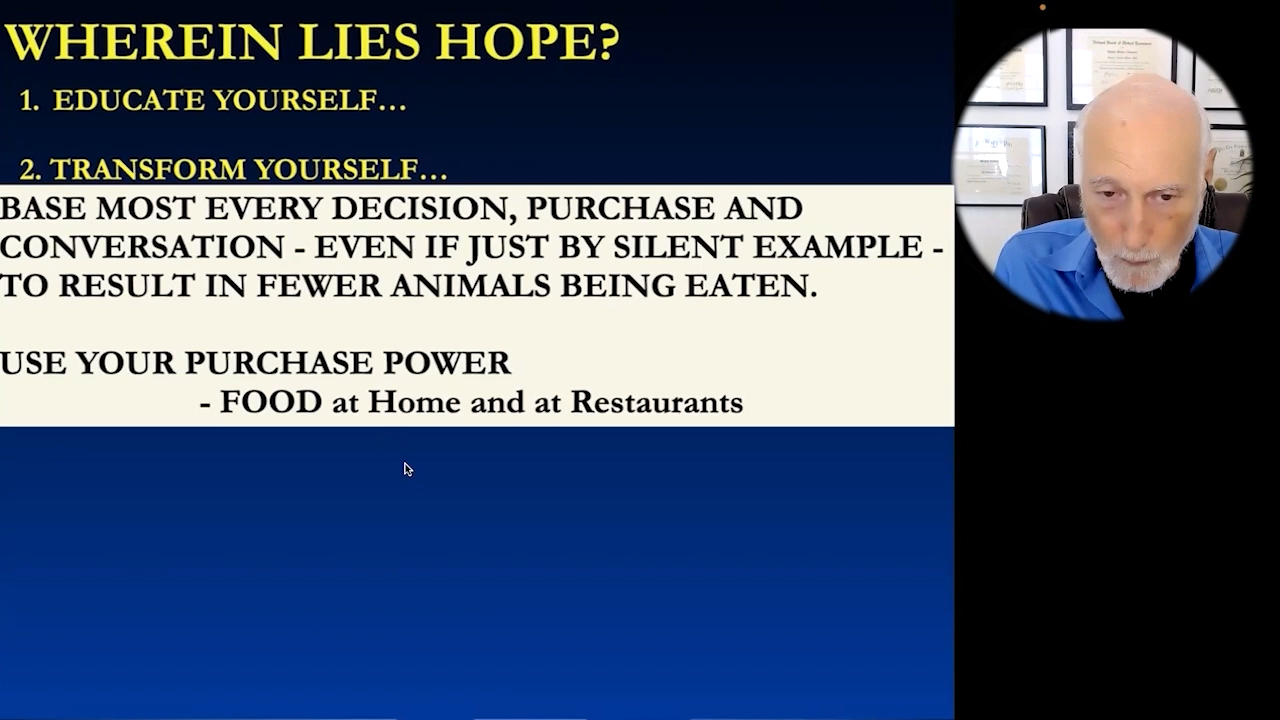 WHEREIN LIES HOPE?
1. EDUCATE YOURSELF…
2. TRANSFORM YOURSELF…
BASE MOST EVERY DECISION, PURCHASE AND
CONVERSATION - EVEN IF JUST BY SILENT EXAMPLE -
TO RESULT IN FEWER ANIMALS BEING EATEN.
USE YOUR PURCHASE POWER
- FOOD at Home and at Restaurants